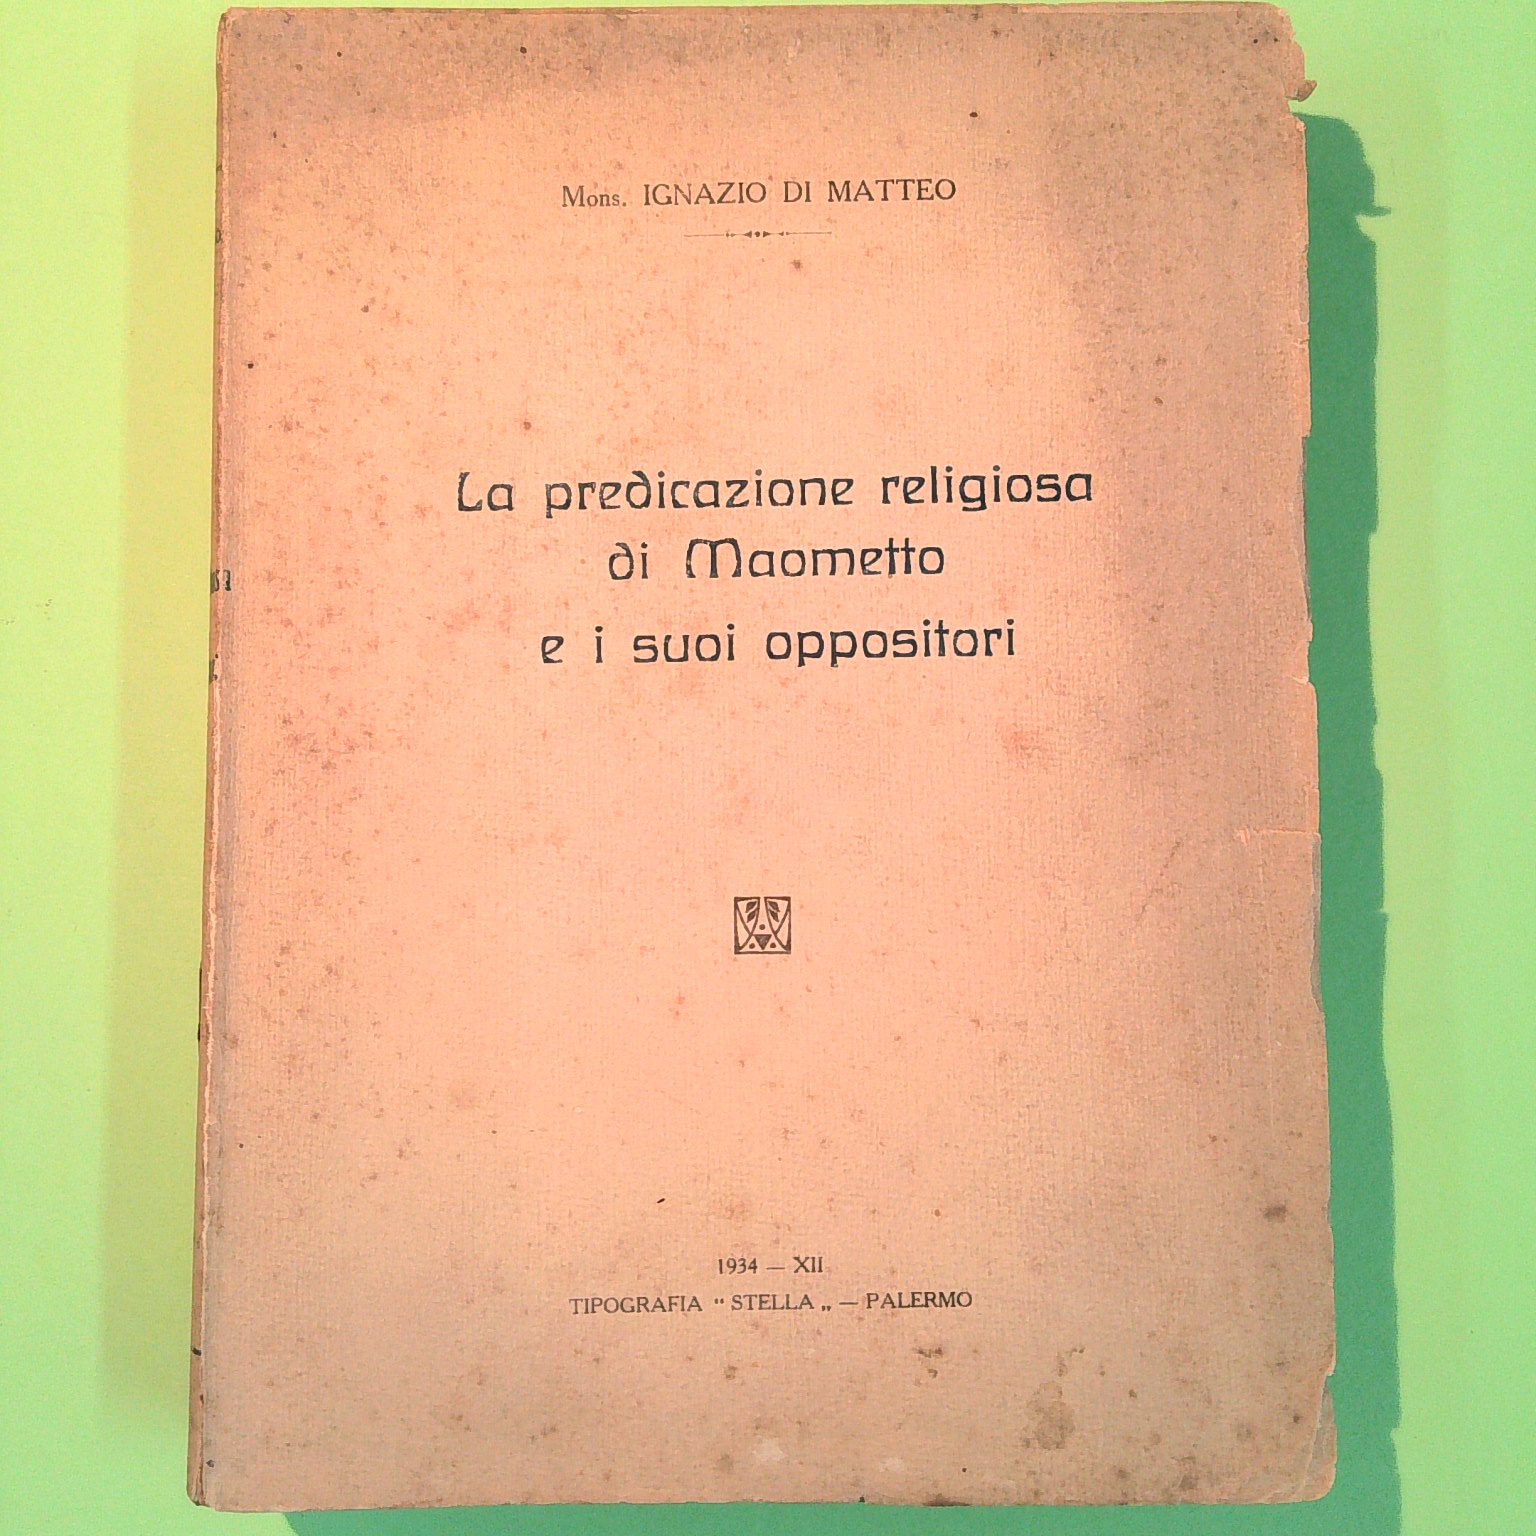 Mons. IGNAZIO DI MATTEO
La predicazione religiosa
di Maometto
e i suoi oppositori
1934 — XII
TIPOGRAFIA “ STELLA „ — PALERMO